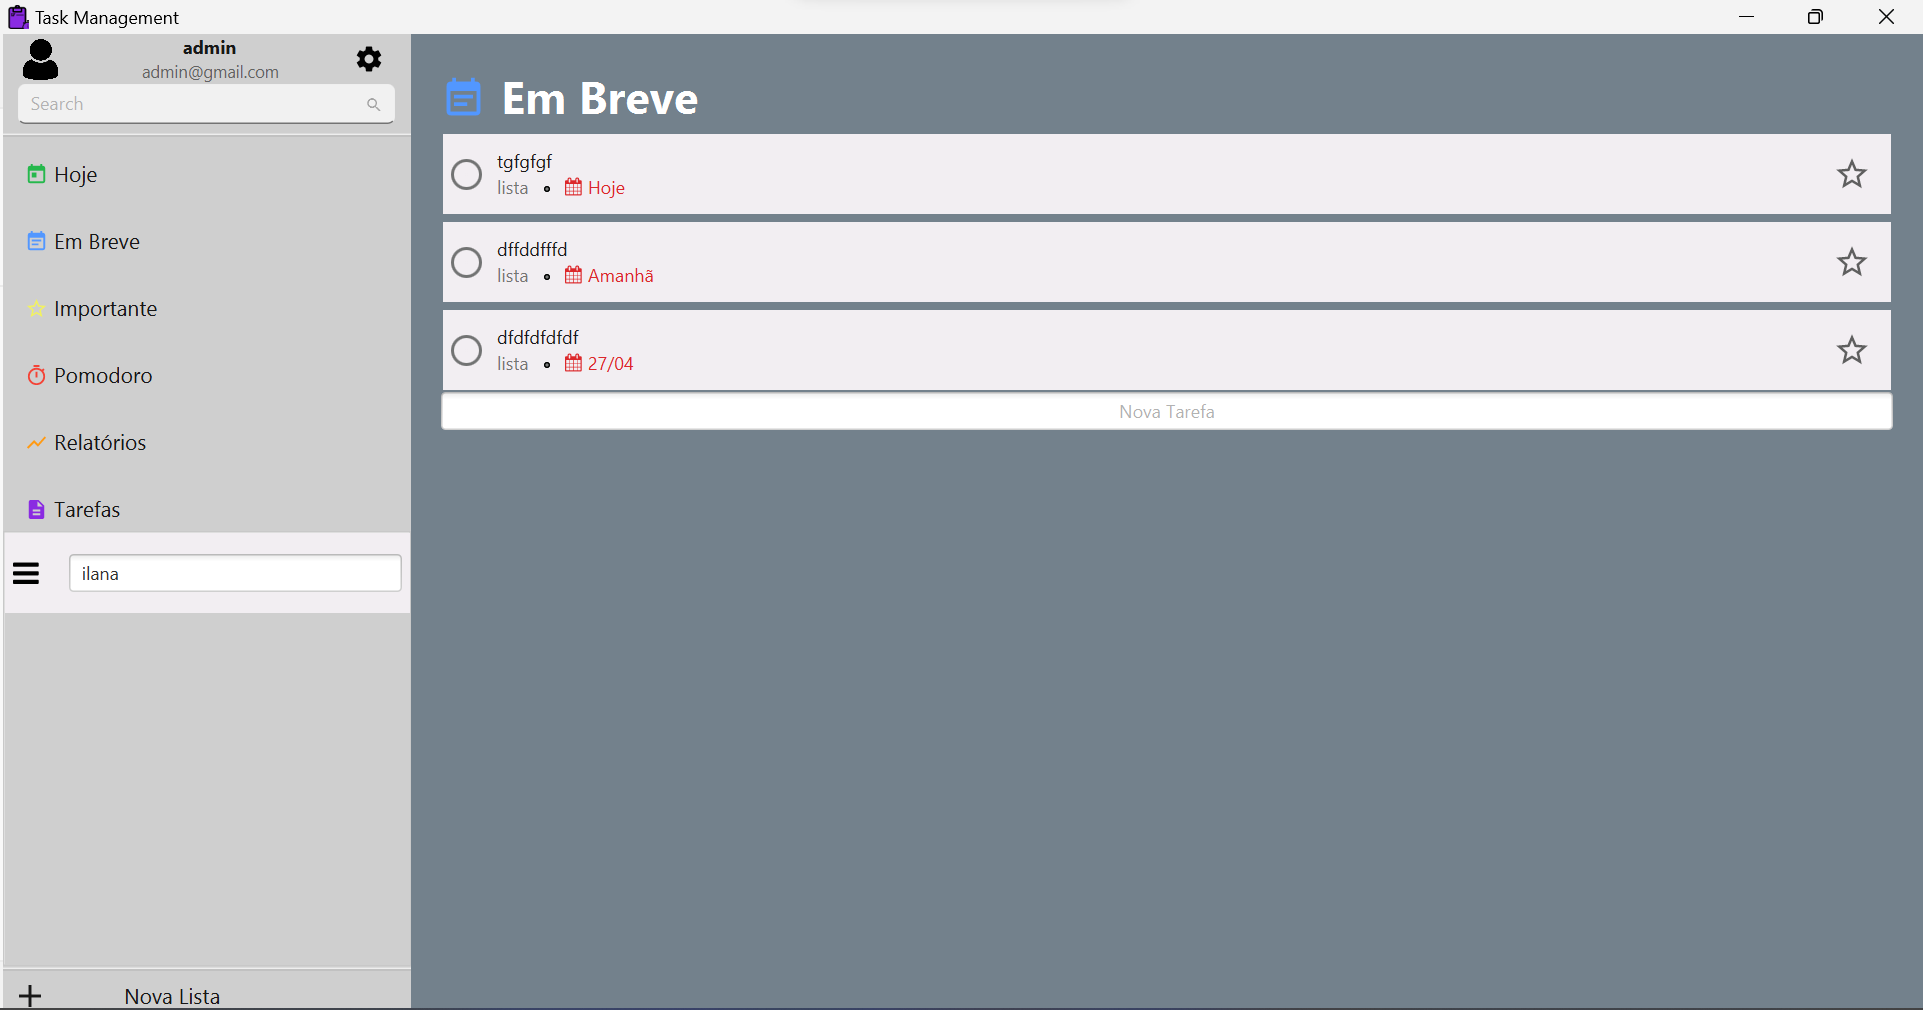 Task Management
admin
admin@gmail.com
Search
Hoje
Em Breve
Importante
Pomodoro
Relatórios
Tarefas
ilana
Nova Lista
Em Breve
tgfgfgf
lista • Hoje
dffddfffd
lista • Amanhã
dfdfdfdfdf
lista • 27/04
Nova Tarefa